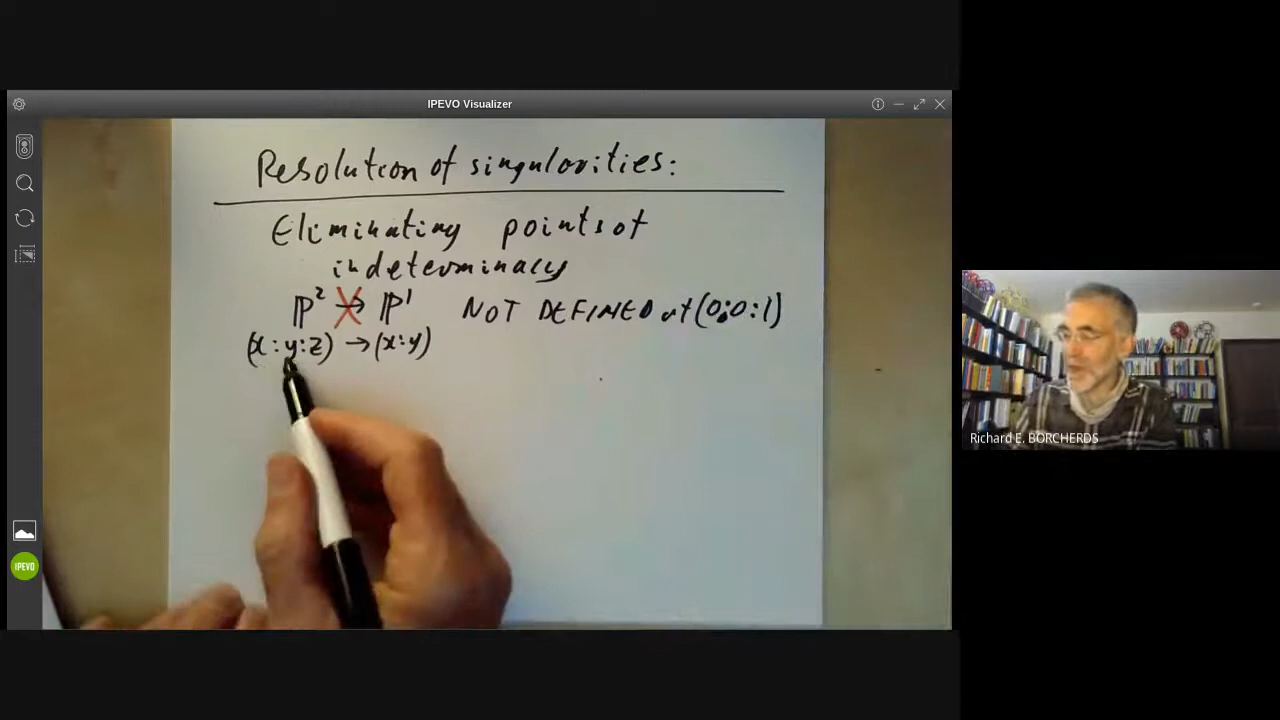 IPEVO Visualizer
Resolution of singularities:
Eliminating points of
indeterminacy
ℙ² → ℙ¹ NOT DEFINED at (0:0:1)
(x:y:z) → (x:y)
Richard E. BORCHERDS
IPEVO